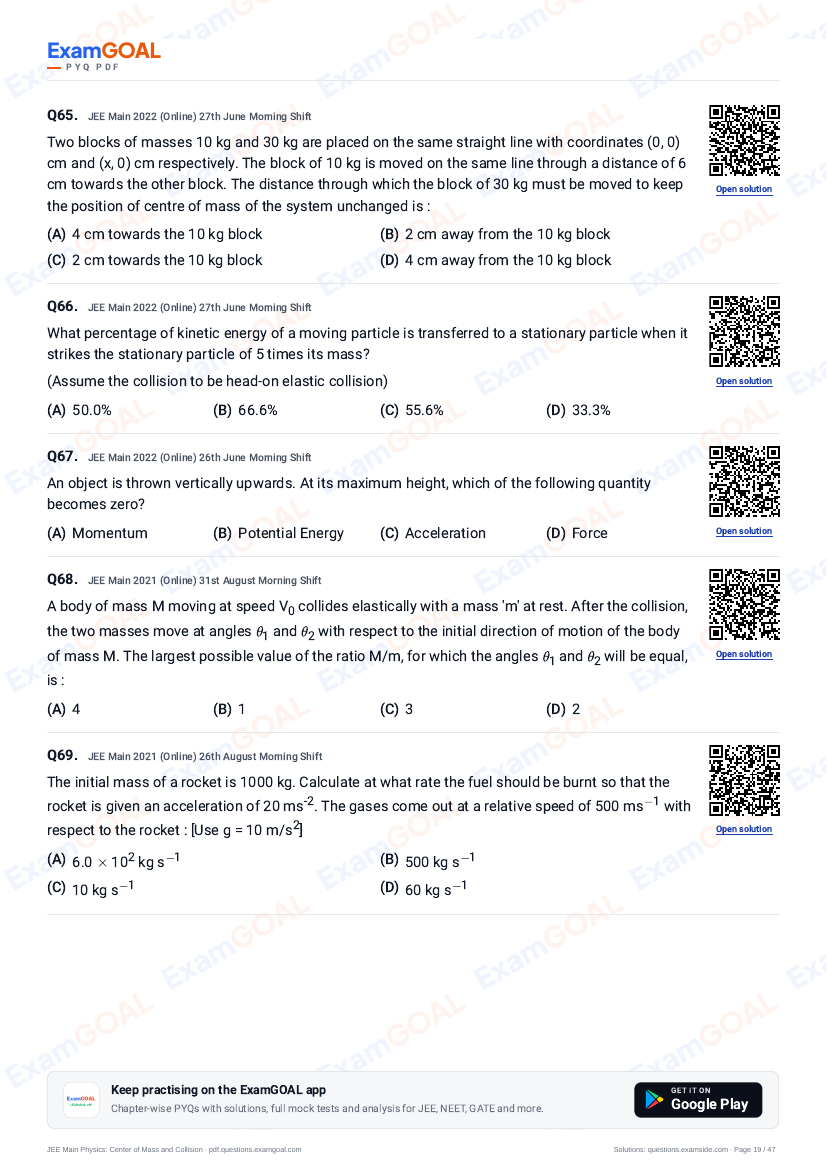 ExamGOAL
PYQ PDF
Q65. JEE Main 2022 (Online) 27th June Morning Shift
Two blocks of masses 10 kg and 30 kg are placed on the same straight line with coordinates (0, 0)
cm and (x, 0) cm respectively. The block of 10 kg is moved on the same line through a distance of 6
cm towards the other block. The distance through which the block of 30 kg must be moved to keep
the position of centre of mass of the system unchanged is :
(A) 4 cm towards the 10 kg block (B) 2 cm away from the 10 kg block
(C) 2 cm towards the 10 kg block (D) 4 cm away from the 10 kg block
Open solution
Q66. JEE Main 2022 (Online) 27th June Morning Shift
What percentage of kinetic energy of a moving particle is transferred to a stationary particle when it
strikes the stationary particle of 5 times its mass?
(Assume the collision to be head-on elastic collision)
(A) 50.0% (B) 66.6% (C) 55.6% (D) 33.3%
Open solution
Q67. JEE Main 2022 (Online) 26th June Morning Shift
An object is thrown vertically upwards. At its maximum height, which of the following quantity
becomes zero?
(A) Momentum (B) Potential Energy (C) Acceleration (D) Force
Open solution
Q68. JEE Main 2021 (Online) 31st August Morning Shift
A body of mass M moving at speed V₀ collides elastically with a mass 'm' at rest. After the collision,
the two masses move at angles θ₁ and θ₂ with respect to the initial direction of motion of the body
of mass M. The largest possible value of the ratio M/m, for which the angles θ₁ and θ₂ will be equal,
is :
(A) 4 (B) 1 (C) 3 (D) 2
Open solution
Q69. JEE Main 2021 (Online) 26th August Morning Shift
The initial mass of a rocket is 1000 kg. Calculate at what rate the fuel should be burnt so that the
rocket is given an acceleration of 20 ms⁻². The gases come out at a relative speed of 500 ms⁻¹ with
respect to the rocket : [Use g = 10 m/s²]
(A) 6.0 × 10² kg s⁻¹ (B) 500 kg s⁻¹
(C) 10 kg s⁻¹ (D) 60 kg s⁻¹
Open solution
Keep practising on the ExamGOAL app
Chapter-wise PYQs with solutions, full mock tests and analysis for JEE, NEET, GATE and more.
GET IT ON
Google Play
JEE Main Physics: Center of Mass and Collision · pdf.questions.examgoal.com Solutions: questions.examside.com · Page 19 / 47